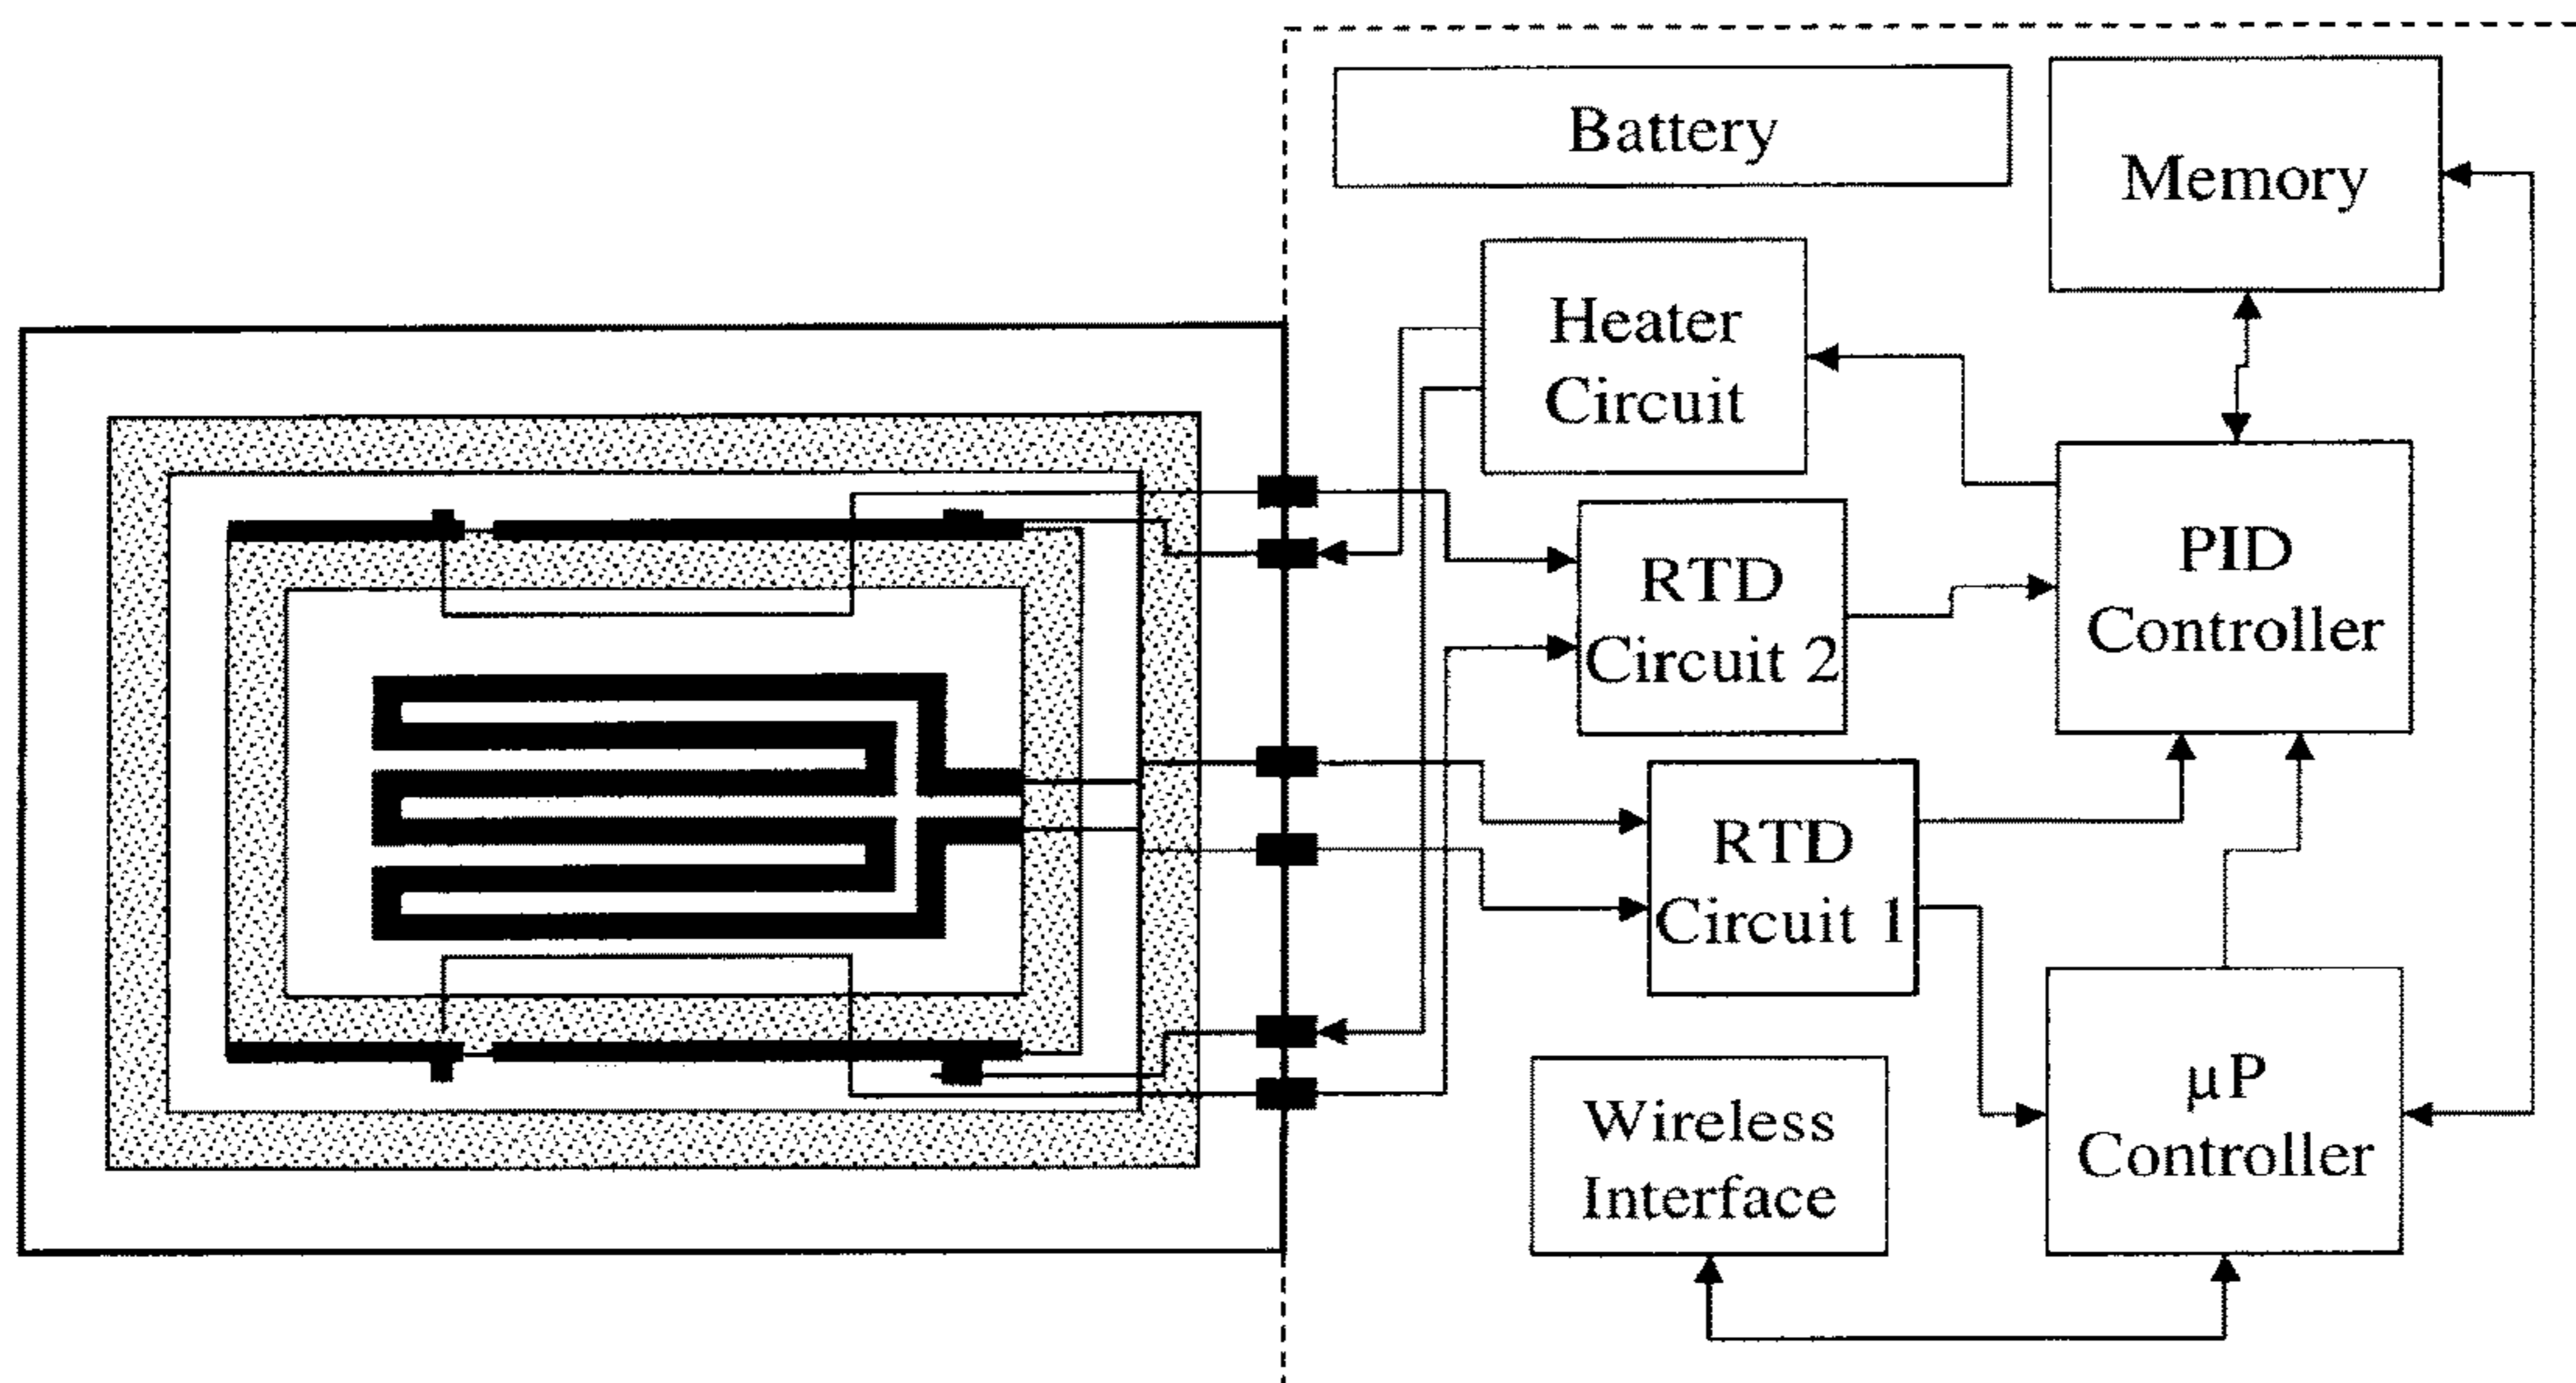 Battery
Memory
Heater
Circuit
RTD
Circuit 2
PID
Controller
RTD
Circuit 1
µP
Controller
Wireless
Interface